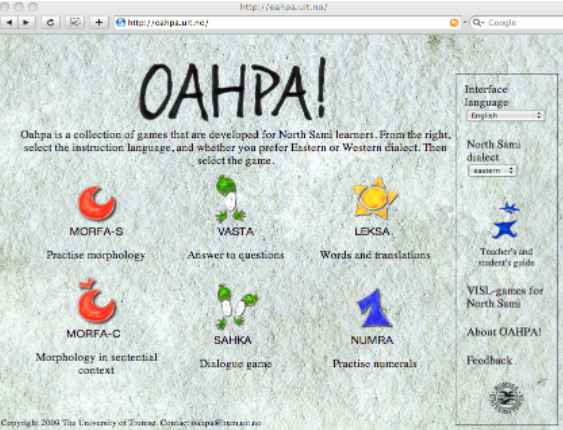 http://oahpa.uit.no/
http://oahpa.uit.no/
Google
OAHPA!
Oahpa is a collection of games that are developed for North Sami learners. From the right,
select the instruction language, and whether you prefer Eastern or Western dialect. Then
select the game.
MORFA-S
Practise morphology
VASTA
Answer to questions
LEKSA
Words and translations
MORFA-C
Morphology in sentential
context
SAHKA
Dialogue game
NUMRA
Practise numerals
Interface
language
English
North Sami
dialect
eastern
Teacher's and
student's guide
VISL-games for
North Sami
About OAHPA!
Feedback
Copyright 2009 The University of Tromsø. Contact oahpa@hum.uit.no